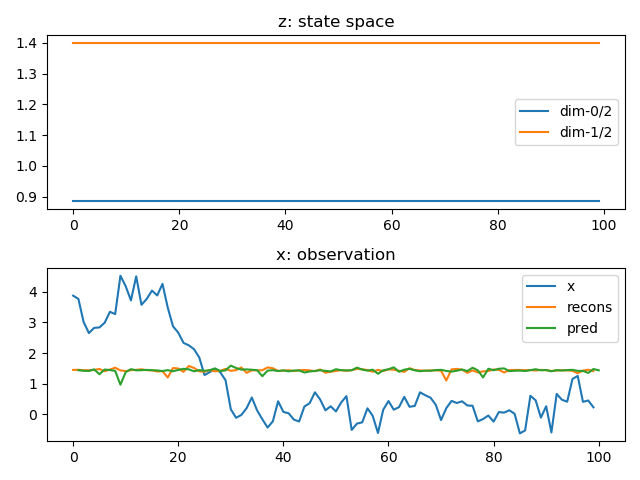 z: state space
1.4
1.3
1.2
1.1
1.0
0.9
dim-0/2
dim-1/2
0 20 40 60 80 100
x: observation
4
3
2
1
0
x
recons
pred
0 20 40 60 80 100